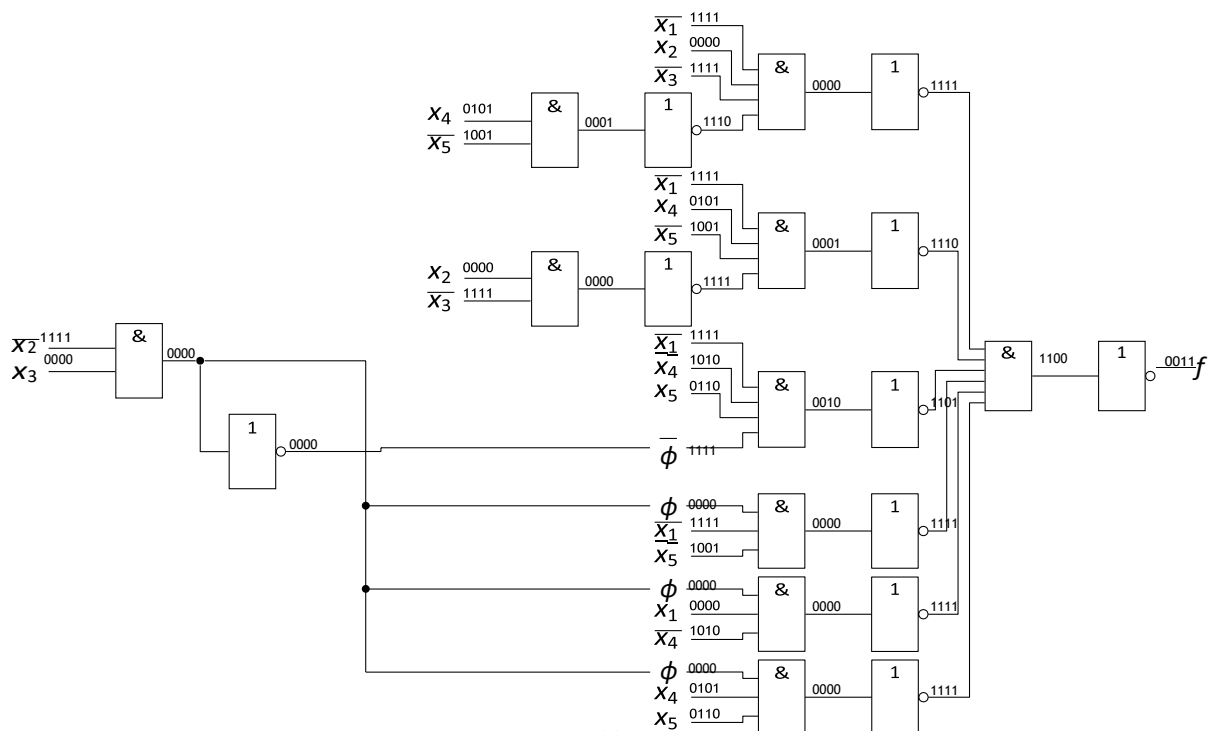 x̅₁ 1111
x₂ 0000
x̅₃ 1111
& 0000
1 1111
x₄ 0101
x̅₅ 1001
& 0001
1 1110
x̅₁ 1111
x₄ 0101
x̅₅ 1001
& 0001
1 1110
x₂ 0000
x̅₃ 1111
& 0000
1 1111
x̅₂ 1111
x₃ 0000
& 0000
1 0000
x̅₁ 1111
x̅₄ 1010
x₅ 0110
ϕ̅ 1111
& 0010
1 1101
& 1100
1 0011 f
ϕ 0000
x̅₁ 1111
x̅₅ 1001
& 0000
1 1111
ϕ 0000
x₁ 0000
x̅₄ 1010
& 0000
1 1111
ϕ 0000
x₄ 0101
x₅ 0110
& 0000
1 1111